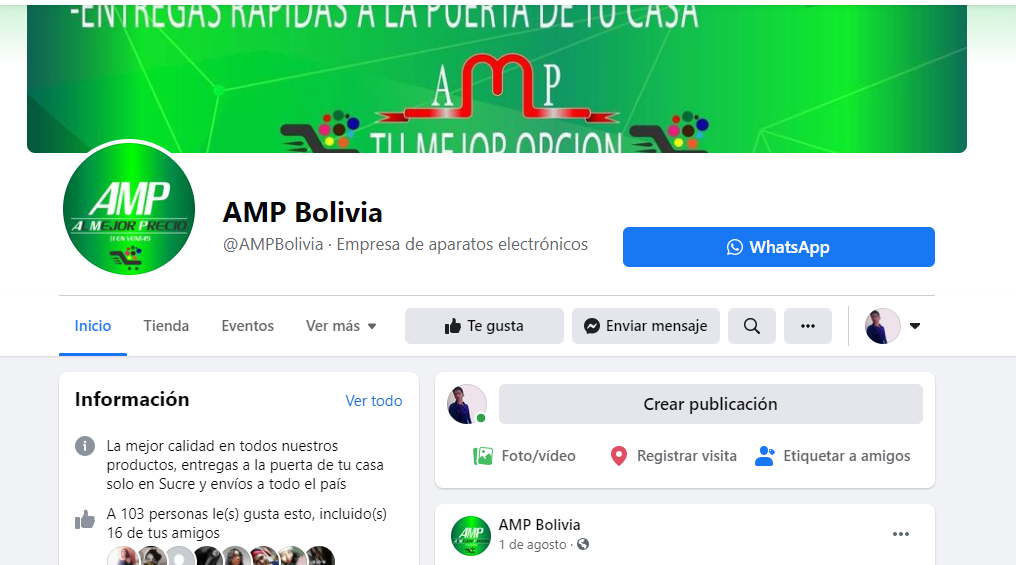 -ENTREGAS RAPIDAS A LA PUERTA DE TU CASA
AMP
TU MEJOR OPCION
AMP
AL MEJOR PRECIO
AMP Bolivia
@AMPBolivia · Empresa de aparatos electrónicos
WhatsApp
Inicio
Tienda
Eventos
Ver más
Te gusta
Enviar mensaje
Información
Ver todo
La mejor calidad en todos nuestros
productos, entregas a la puerta de tu casa
solo en Sucre y envíos a todo el país
A 103 personas le(s) gusta esto, incluido(s)
16 de tus amigos
Crear publicación
Foto/vídeo
Registrar visita
Etiquetar a amigos
AMP
AMP Bolivia
1 de agosto ·